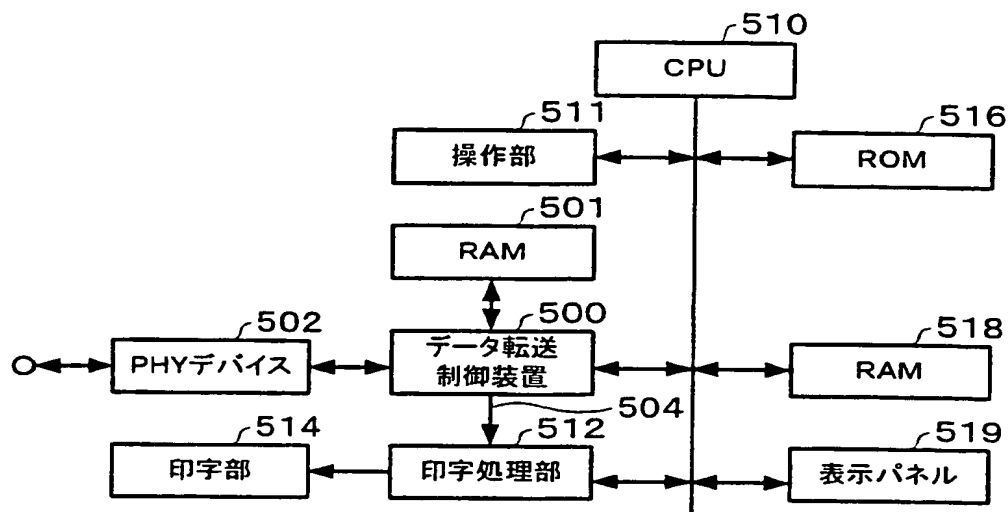 510
CPU
511
操作部
516
ROM
501
RAM
502
PHYデバイス
500
データ転送
制御装置
518
RAM
504
514
印字部
512
印字処理部
519
表示パネル